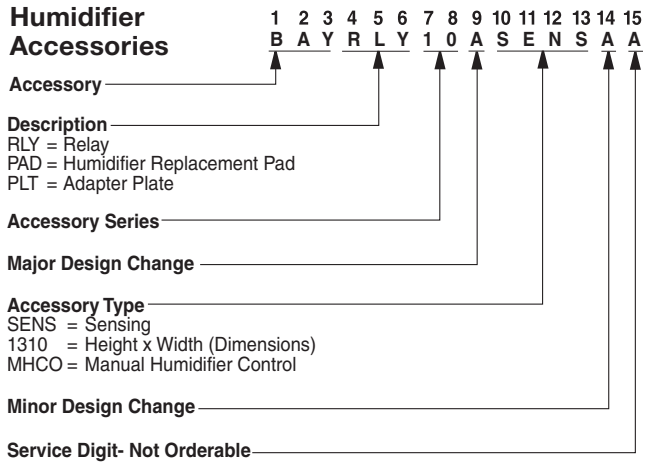 Humidifier
Accessories
1 2 3 4 5 6 7 8 9 10 11 12 13 14 15
B A Y R L Y 1 0 A S E N S A A
Accessory
Description
RLY = Relay
PAD = Humidifier Replacement Pad
PLT = Adapter Plate
Accessory Series
Major Design Change
Accessory Type
SENS = Sensing
1310 = Height x Width (Dimensions)
MHCO = Manual Humidifier Control
Minor Design Change
Service Digit- Not Orderable